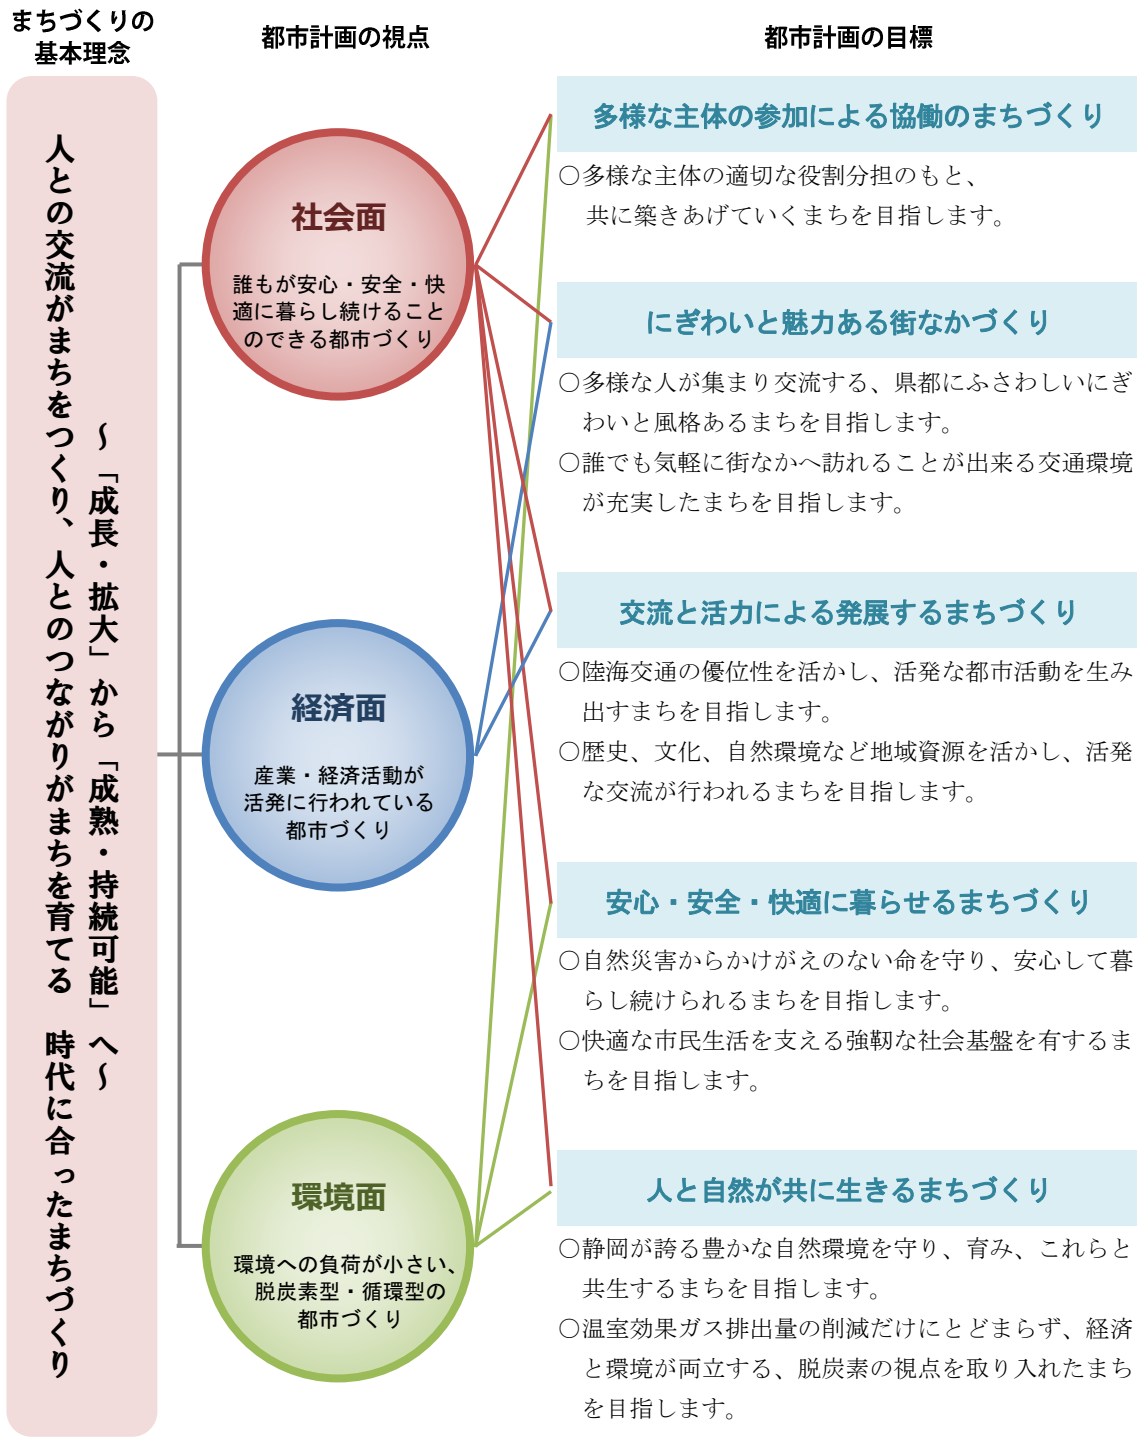 まちづくりの
基本理念
都市計画の視点
都市計画の目標
人との交流がまちをつくり、人とのつながりがまちを育てる　時代に合ったまちづくり
～「成長・拡大」から「成熟・持続可能」へ～
社会面
誰もが安心・安全・快
適に暮らし続けること
のできる都市づくり
経済面
産業・経済活動が
活発に行われている
都市づくり
環境面
環境への負荷が小さい、
脱炭素型・循環型の
都市づくり
多様な主体の参加による協働のまちづくり
○多様な主体の適切な役割分担のもと、
共に築きあげていくまちを目指します。
にぎわいと魅力ある街なかづくり
○多様な人が集まり交流する、県都にふさわしいにぎ
わいと風格あるまちを目指します。
○誰でも気軽に街なかへ訪れることが出来る交通環境
が充実したまちを目指します。
交流と活力による発展するまちづくり
○陸海交通の優位性を活かし、活発な都市活動を生み
出すまちを目指します。
○歴史、文化、自然環境など地域資源を活かし、活発
な交流が行われるまちを目指します。
安心・安全・快適に暮らせるまちづくり
○自然災害からかけがえのない命を守り、安心して暮
らし続けられるまちを目指します。
○快適な市民生活を支える強靭な社会基盤を有するま
ちを目指します。
人と自然が共に生きるまちづくり
○静岡が誇る豊かな自然環境を守り、育み、これらと
共生するまちを目指します。
○温室効果ガス排出量の削減だけにとどまらず、経済
と環境が両立する、脱炭素の視点を取り入れたまち
を目指します。